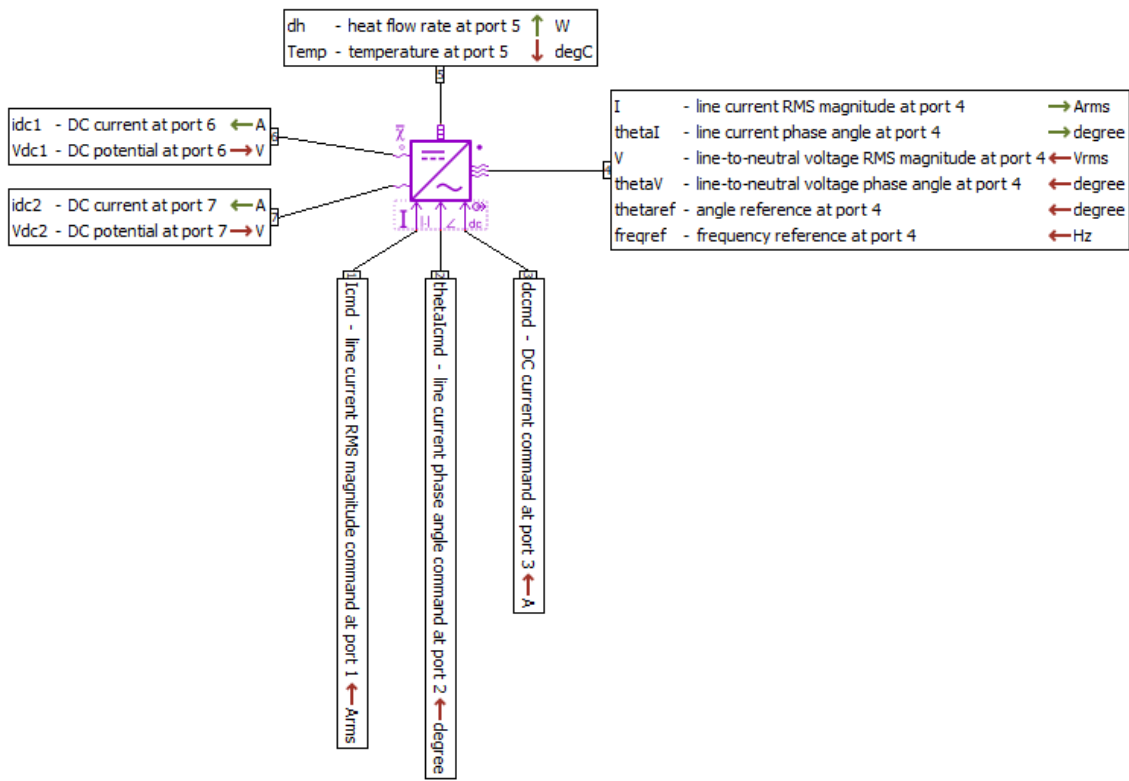 dh - heat flow rate at port 5 ↑ W
Temp - temperature at port 5 ↓ degC
5
idc1 - DC current at port 6 ← A
Vdc1 - DC potential at port 6 → V
6
idc2 - DC current at port 7 ← A
Vdc2 - DC potential at port 7 → V
7
I - line current RMS magnitude at port 4 → Arms
thetaI - line current phase angle at port 4 → degree
V - line-to-neutral voltage RMS magnitude at port 4 ← Vrms
thetaV - line-to-neutral voltage phase angle at port 4 ← degree
thetaref - angle reference at port 4 ← degree
freqref - frequency reference at port 4 ← Hz
4
I |-| ∠ dc
1
Icmd - line current RMS magnitude command at port 1 ← Arms
2
thetaIcmd - line current phase angle command at port 2 ← degree
3
dccmd - DC current command at port 3 ← A